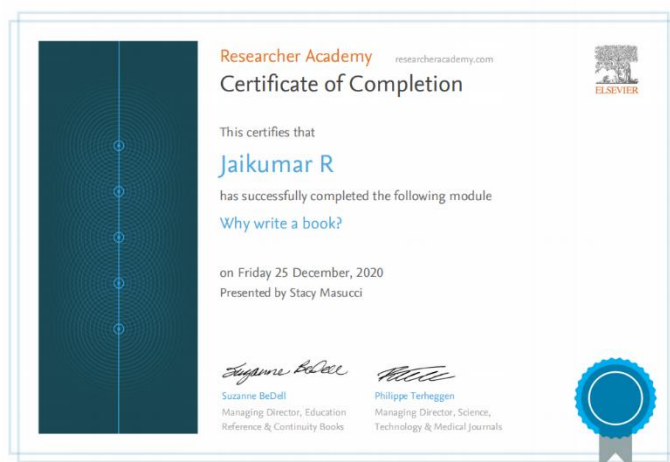 Researcher Academy researcheracademy.com
Certificate of Completion
ELSEVIER
This certifies that
Jaikumar R
has successfully completed the following module
Why write a book?
on Friday 25 December, 2020
Presented by Stacy Masucci
Suzanne BeDell
Suzanne BeDell Philippe Terheggen
Managing Director, Education Managing Director, Science,
Reference & Continuity Books Technology & Medical Journals